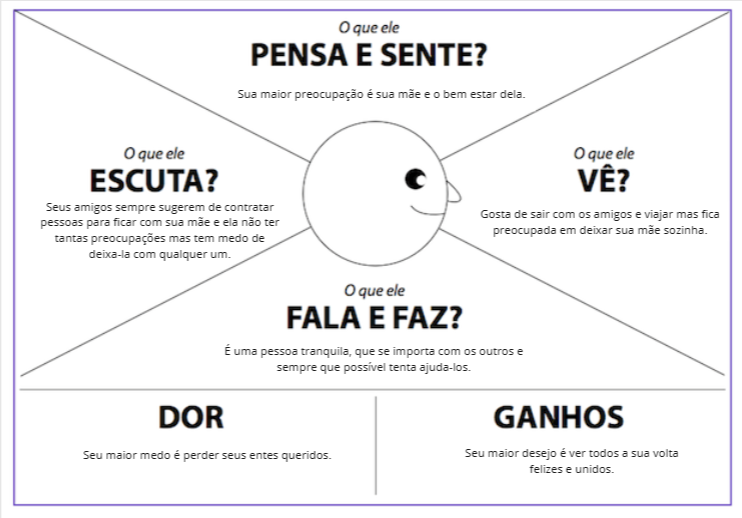 O que ele
PENSA E SENTE?
Sua maior preocupação é sua mãe e o bem estar dela.
O que ele
ESCUTA?
Seus amigos sempre sugerem de contratar
pessoas para ficar com sua mãe e ela não ter
tantas preocupações mas tem medo de
deixa-la com qualquer um.
O que ele
VÊ?
Gosta de sair com os amigos e viajar mas fica
preocupada em deixar sua mãe sozinha.
O que ele
FALA E FAZ?
É uma pessoa tranquila, que se importa com os outros e
sempre que possível tenta ajuda-los.
DOR
Seu maior medo é perder seus entes queridos.
GANHOS
Seu maior desejo é ver todos a sua volta
felizes e unidos.